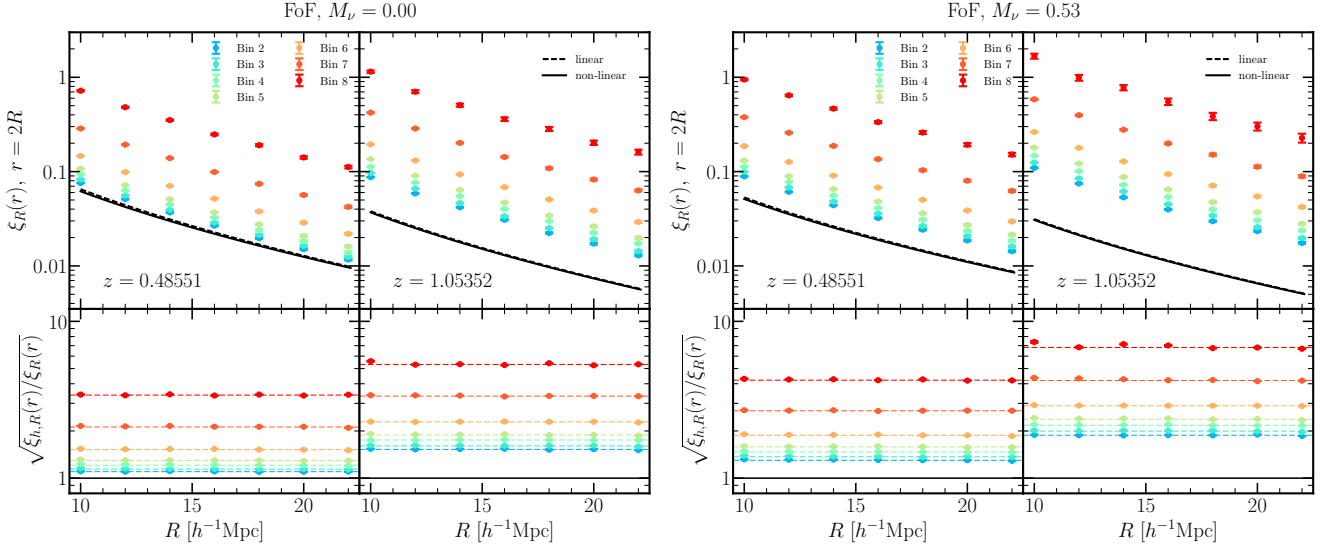 FoF, $M_\nu = 0.00$
$\xi_R(r),\ r = 2R$
1
0.1
0.01
Bin 2
Bin 3
Bin 4
Bin 5
Bin 6
Bin 7
Bin 8
$z = 0.48551$
linear
non-linear
$z = 1.05352$
$\sqrt{\xi_{h,R}(r)/\xi_R(r)}$
10
1
10 15 20
10 15 20
$R\ [h^{-1}\mathrm{Mpc}]$
$R\ [h^{-1}\mathrm{Mpc}]$
FoF, $M_\nu = 0.53$
$\xi_R(r),\ r = 2R$
1
0.1
0.01
Bin 2
Bin 3
Bin 4
Bin 5
Bin 6
Bin 7
Bin 8
$z = 0.48551$
linear
non-linear
$z = 1.05352$
$\sqrt{\xi_{h,R}(r)/\xi_R(r)}$
10
1
10 15 20
10 15 20
$R\ [h^{-1}\mathrm{Mpc}]$
$R\ [h^{-1}\mathrm{Mpc}]$